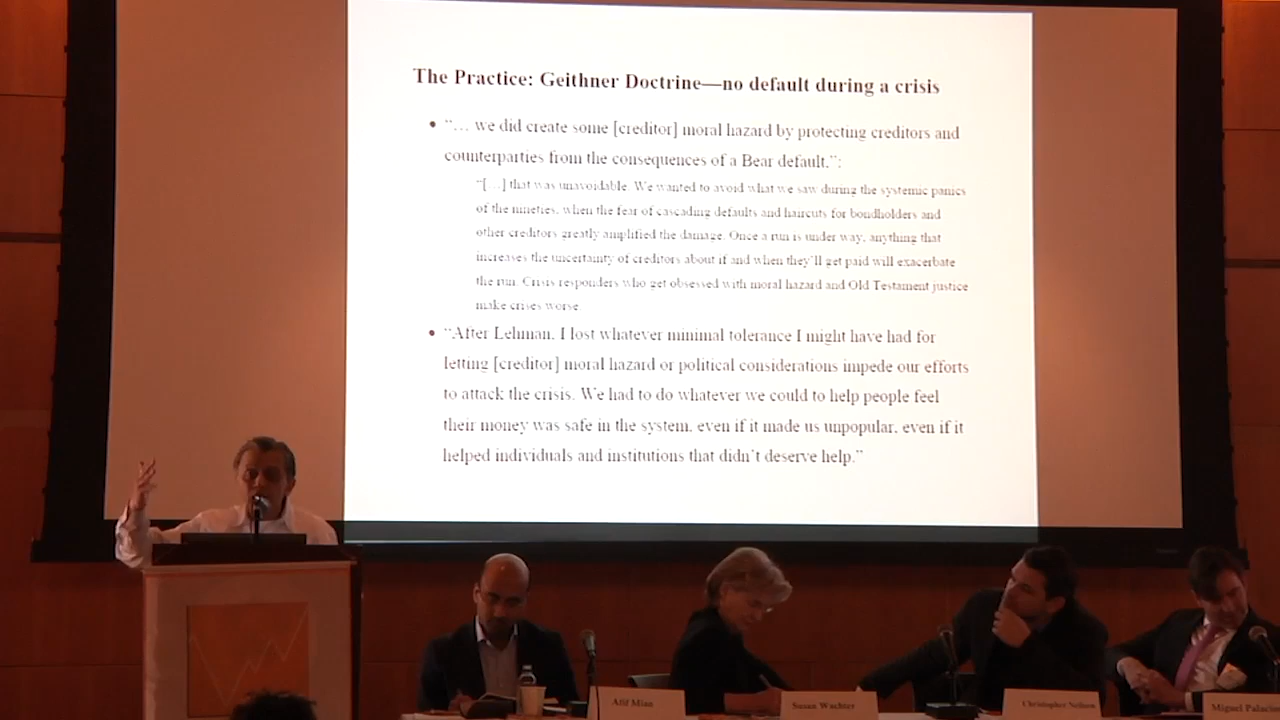 The Practice: Geithner Doctrine—no default during a crisis
• “… we did create some [creditor] moral hazard by protecting creditors and
counterparties from the consequences of a Bear default.”:
“[…] that was unavoidable. We wanted to avoid what we saw during the systemic panics
of the nineties, when the fear of cascading defaults and haircuts for bondholders and
other creditors greatly amplified the damage. Once a run is under way, anything that
increases the uncertainty of creditors about if and when they’ll get paid will exacerbate
the run. Crisis responders who get obsessed with moral hazard and Old Testament justice
make crises worse.
• “After Lehman, I lost whatever minimal tolerance I might have had for
letting [creditor] moral hazard or political considerations impede our efforts
to attack the crisis. We had to do whatever we could to help people feel
their money was safe in the system, even if it made us unpopular, even if it
helped individuals and institutions that didn’t deserve help.”
Atif Mian
Susan Wachter
Christopher Neilson
Miguel